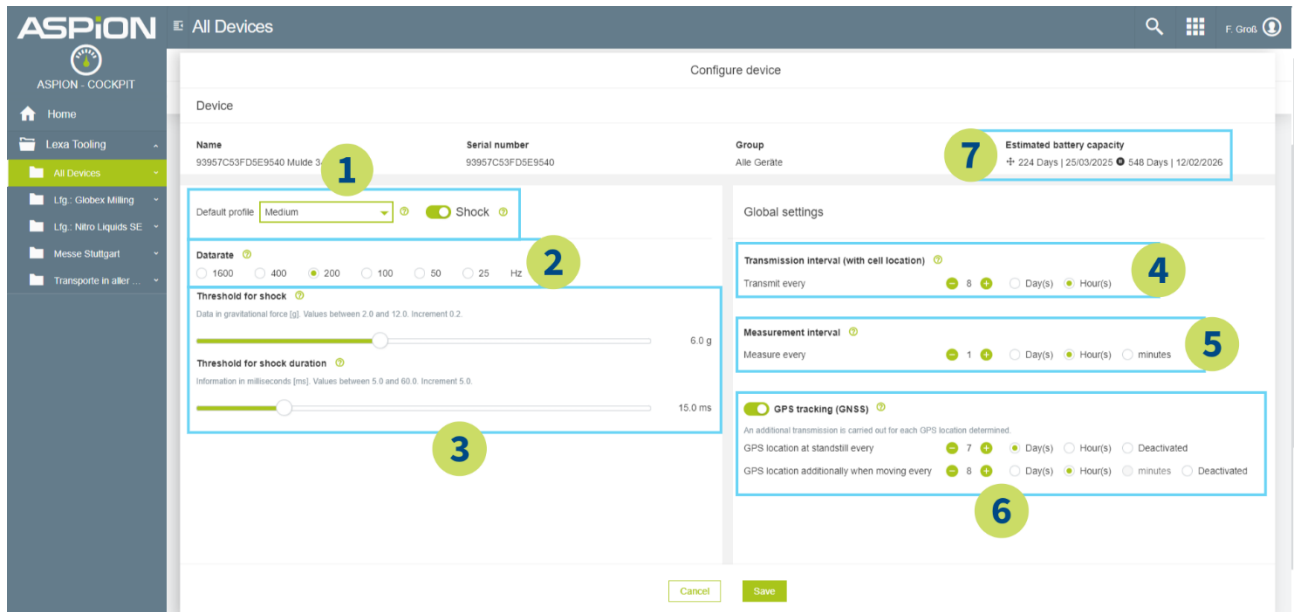 ASPiON
All Devices
F. Groß
ASPION - COCKPIT
Home
Lexa Tooling
All Devices
Lfg.: Globex Milling
Lfg.: Nitro Liquids SE
Messe Stuttgart
Transporte in aller ...
Configure device
Device
Name
93957C53FD5E9540 Mulde 3
Serial number
93957C53FD5E9540
Group
Alle Geräte
7
Estimated battery capacity
224 Days | 25/03/2025 548 Days | 12/02/2026
1
Default profile Medium Shock
2
Datarate
1600 400 200 100 50 25 Hz
3
Threshold for shock
Data in gravitational force [g]. Values between 2.0 and 12.0. Increment 0.2.
6.0 g
Threshold for shock duration
Information in milliseconds [ms]. Values between 5.0 and 60.0. Increment 5.0.
15.0 ms
Global settings
4
Transmission interval (with cell location)
Transmit every 8 Day(s) Hour(s)
5
Measurement interval
Measure every 1 Day(s) Hour(s) minutes
GPS tracking (GNSS)
An additional transmission is carried out for each GPS location determined.
GPS location at standstill every 7 Day(s) Hour(s) Deactivated
GPS location additionally when moving every 8 Day(s) Hour(s) minutes Deactivated
6
Cancel Save